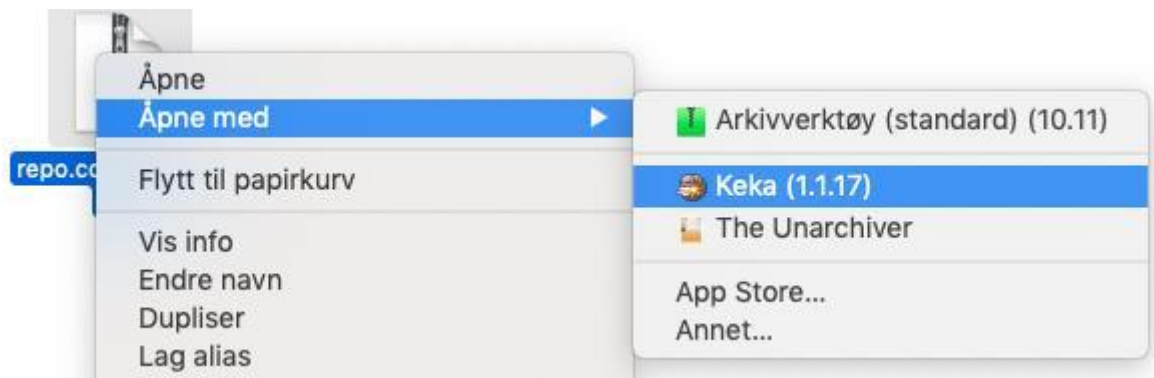 Åpne
Åpne med
repo.co
Flytt til papirkurv
Vis info
Endre navn
Dupliser
Lag alias
Arkivverktøy (standard) (10.11)
Keka (1.1.17)
The Unarchiver
App Store...
Annet...